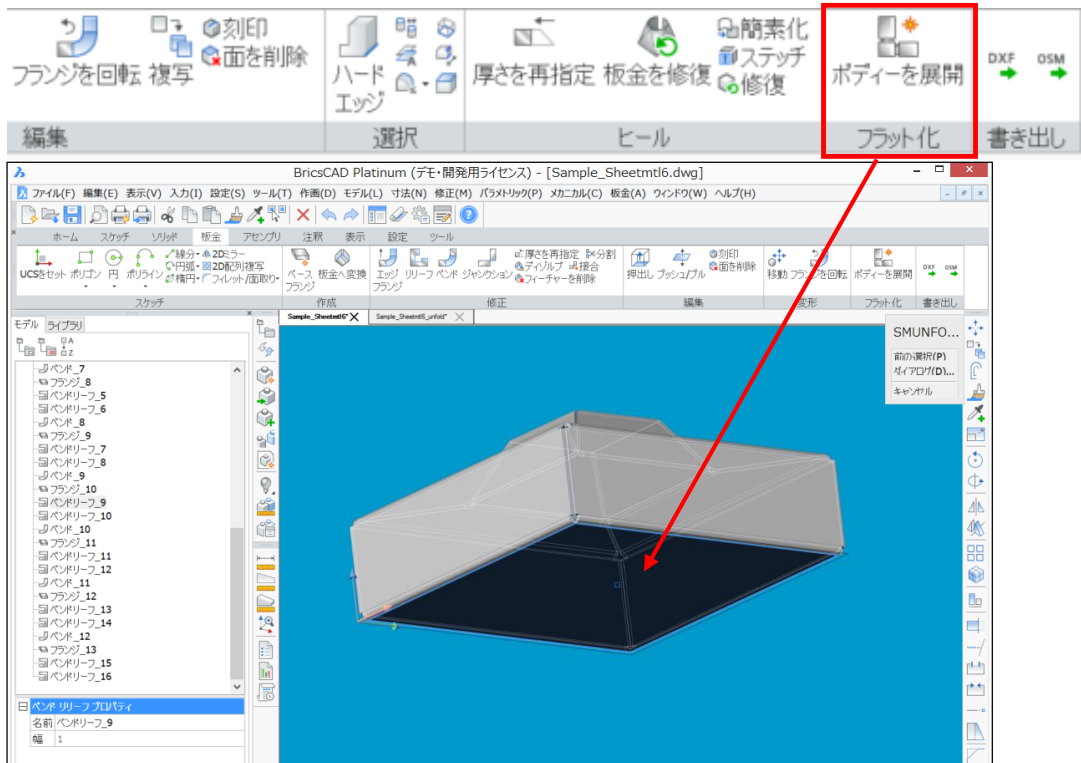 フランジを回転 複写 刻印
面を削除
ハード
エッジ
厚さを再指定 板金を修復 簡素化
ステッチ
修復
ボディーを展開
DXF OSM
編集 選択 ヒール フラット化 書き出し
BricsCAD Platinum (デモ・開発用ライセンス) - [Sample_Sheetmtl6.dwg]
ファイル(F) 編集(E) 表示(V) 入力(I) 設定(S) ツール(T) 作画(D) モデル(L) 寸法(N) 修正(M) パラメトリック(P) メカニカル(C) 板金(A) ウィンドウ(W) ヘルプ(H)
ホーム スケッチ ソリッド 板金 アセンブリ 注釈 表示 設定 ツール
線分 2Dミラー
円弧 2D配列複写
楕円 フィレット/面取り
UCSをセット ポリゴン 円 ポリライン
ベース フランジ 板金へ変換
エッジ フランジ リリーフ ベンド ジャンクション
厚さを再指定 分割
ディゾルブ 接合
フィーチャーを削除
押出し プッシュ/プル 刻印
面を削除
移動 フランジを回転 ボディーを展開 DXF OSM
スケッチ 作成 修正 編集 変形 フラット化 書き出し
モデル ライブラリ
Sample_Sheetmtl6* Sample_Sheetmtl6_unfold*
SMUNFO...
前の選択(P)
ダイアログ(D)...
キャンセル
ベンド_7
フランジ_8
ベンドリーフ_5
ベンドリーフ_6
ベンド_8
フランジ_9
ベンドリーフ_7
ベンドリーフ_8
ベンド_9
フランジ_10
ベンドリーフ_9
ベンドリーフ_10
ベンド_10
フランジ_11
ベンドリーフ_11
ベンドリーフ_12
ベンド_11
フランジ_12
ベンドリーフ_13
ベンドリーフ_14
ベンド_12
フランジ_13
ベンドリーフ_15
ベンドリーフ_16
ベンド リリーフ プロパティ
名前 ベンドリーフ_9
幅 1